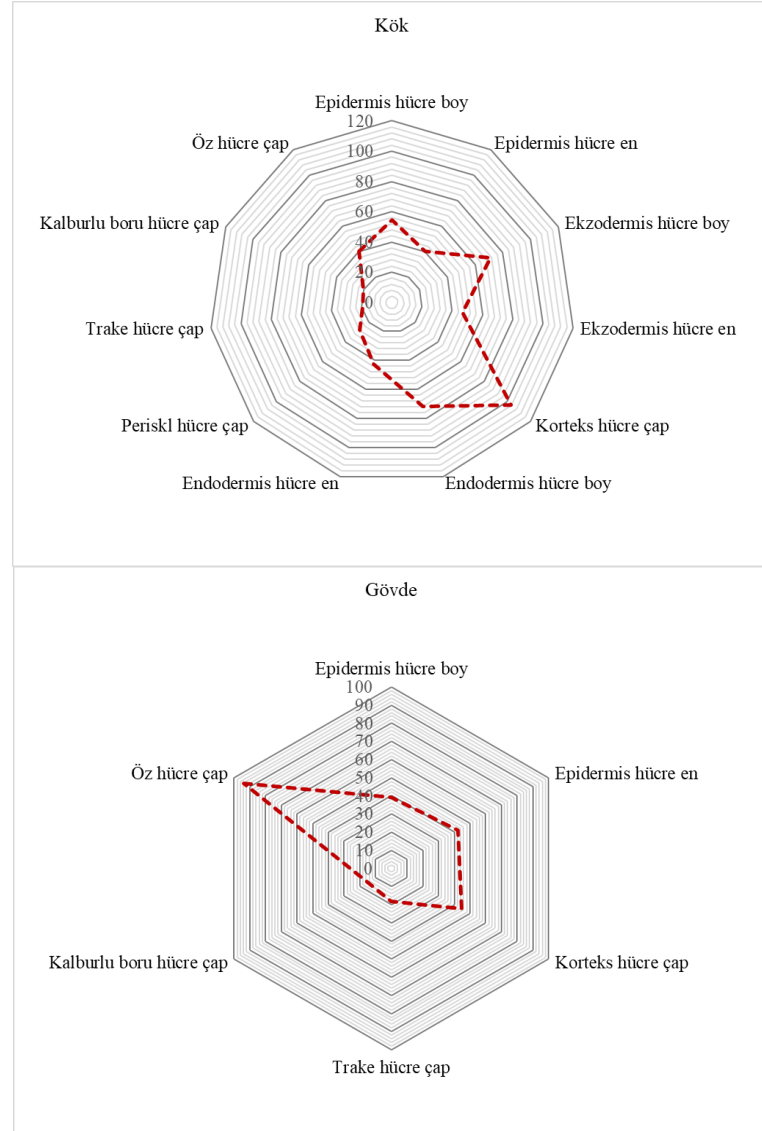 Kök
Epidermis hücre boy
120
Öz hücre çap
Epidermis hücre en
100
80
Kalburlu boru hücre çap
Ekzodermis hücre boy
60
40
20
0
Trake hücre çap
Ekzodermis hücre en
Periskl hücre çap
Korteks hücre çap
Endodermis hücre en
Endodermis hücre boy
Gövde
Epidermis hücre boy
100
90
80
70
60
50
40
30
20
10
0
Öz hücre çap
Epidermis hücre en
Kalburlu boru hücre çap
Korteks hücre çap
Trake hücre çap